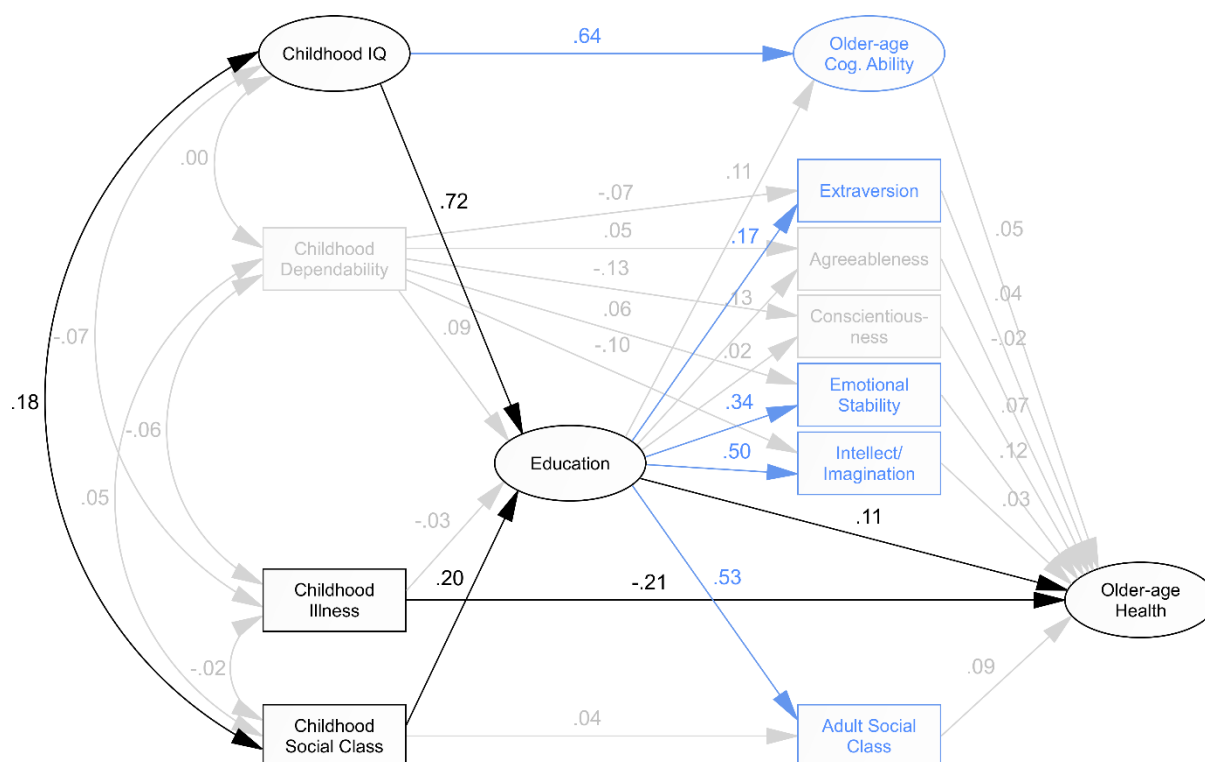 Childhood IQ
.64
Older-age
Cog. Ability
.00
.72
-.07
.11
Extraversion
.05
.17
.05
Childhood
Dependability
Agreeableness
-.13
.04
.06
.13
Conscientious-
ness
-.02
-.07
.09
-.10
.02
Emotional
Stability
.18
.34
.07
-.06
Education
.50
Intellect/
Imagination
.12
.05
.03
-.03
.11
.20
-.21
.53
Childhood
Illness
Older-age
Health
-.02
.09
Childhood
Social Class
.04
Adult Social
Class